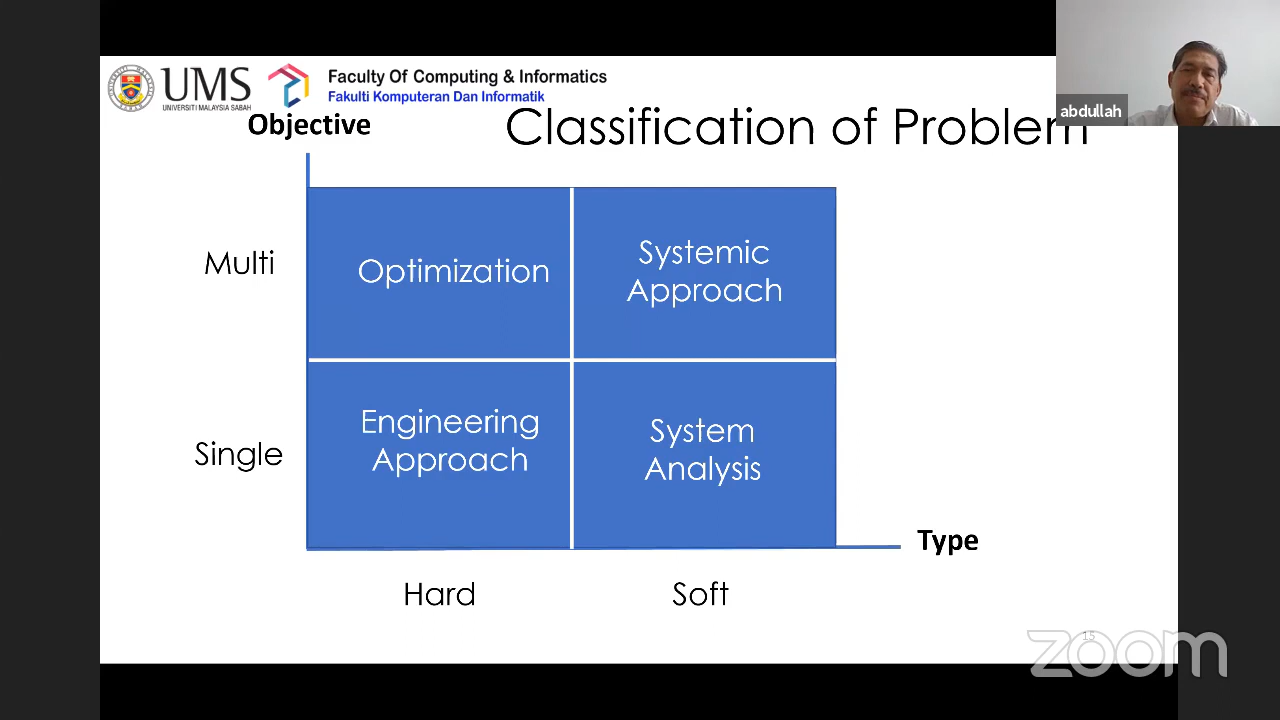 UMS
UNIVERSITI MALAYSIA SABAH
Faculty Of Computing & Informatics
Fakulti Komputeran Dan Informatik
abdullah
Classification of Problem
Objective
Multi
Optimization
Systemic
Approach
Single
Engineering
Approach
System
Analysis
Type
Hard
Soft
15
zoom